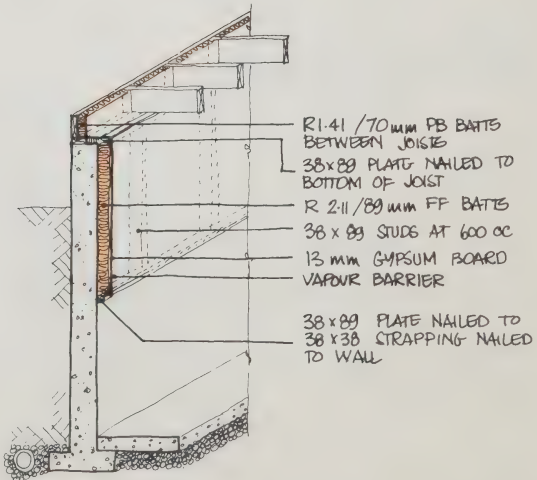 R1.41 / 70 mm PB BATTS
BETWEEN JOISTS
38 x 89 PLATE NAILED TO
BOTTOM OF JOIST
R 2.11/89 mm FF BATTS
38 x 89 STUDS AT 600 OC
13 mm GYPSUM BOARD
VAPOUR BARRIER
38 x 89 PLATE NAILED TO
38 x 38 STRAPPING NAILED
TO WALL